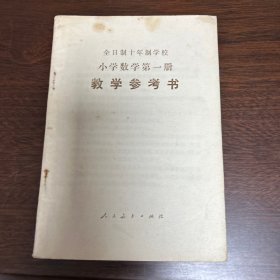 全日制十年制学校
小学数学第一册
教学参考书
人民教育出版社